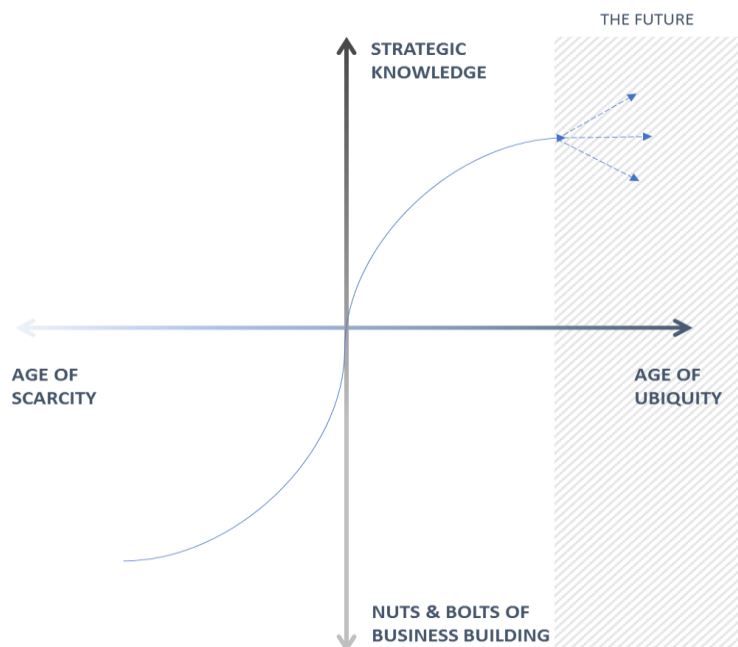 THE FUTURE
STRATEGIC
KNOWLEDGE
AGE OF
SCARCITY
AGE OF
UBIQUITY
NUTS & BOLTS OF
BUSINESS BUILDING